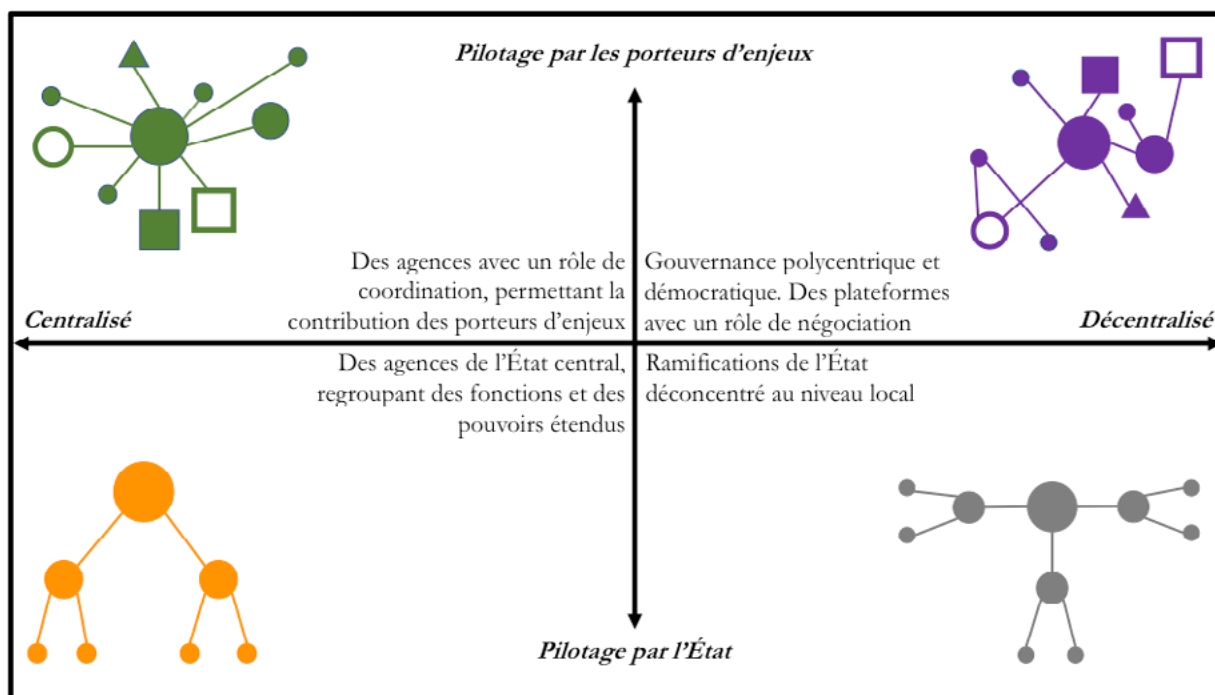 Pilotage par les porteurs d’enjeux
Des agences avec un rôle de
coordination, permettant la
contribution des porteurs d’enjeux
Gouvernance polycentrique et
démocratique. Des plateformes
avec un rôle de négociation
Centralisé
Décentralisé
Des agences de l’État central,
regroupant des fonctions et des
pouvoirs étendus
Ramifications de l’État
déconcentré au niveau local
Pilotage par l’État